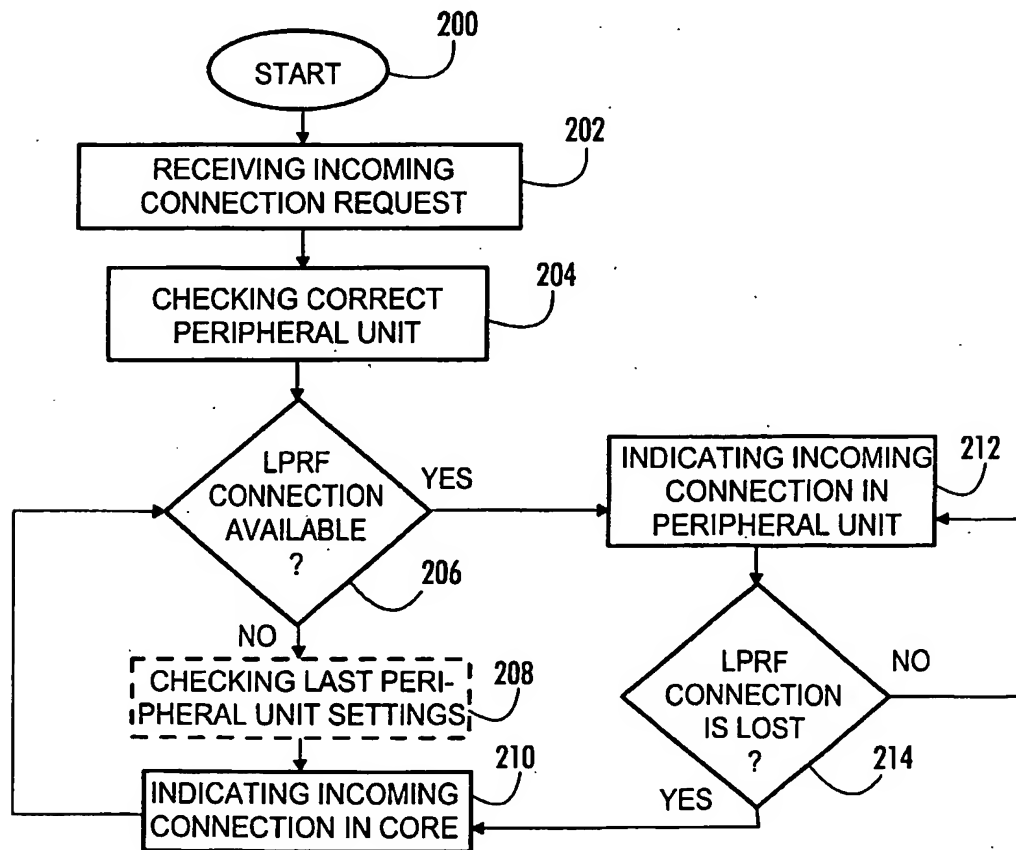 200
START
202
RECEIVING INCOMING
CONNECTION REQUEST
204
CHECKING CORRECT
PERIPHERAL UNIT
LPRF
CONNECTION
AVAILABLE
?
YES
206
NO
212
INDICATING INCOMING
CONNECTION IN
PERIPHERAL UNIT
CHECKING LAST PERI-
PHERAL UNIT SETTINGS
208
LPRF
CONNECTION
IS LOST
?
NO
214
YES
210
INDICATING INCOMING
CONNECTION IN CORE